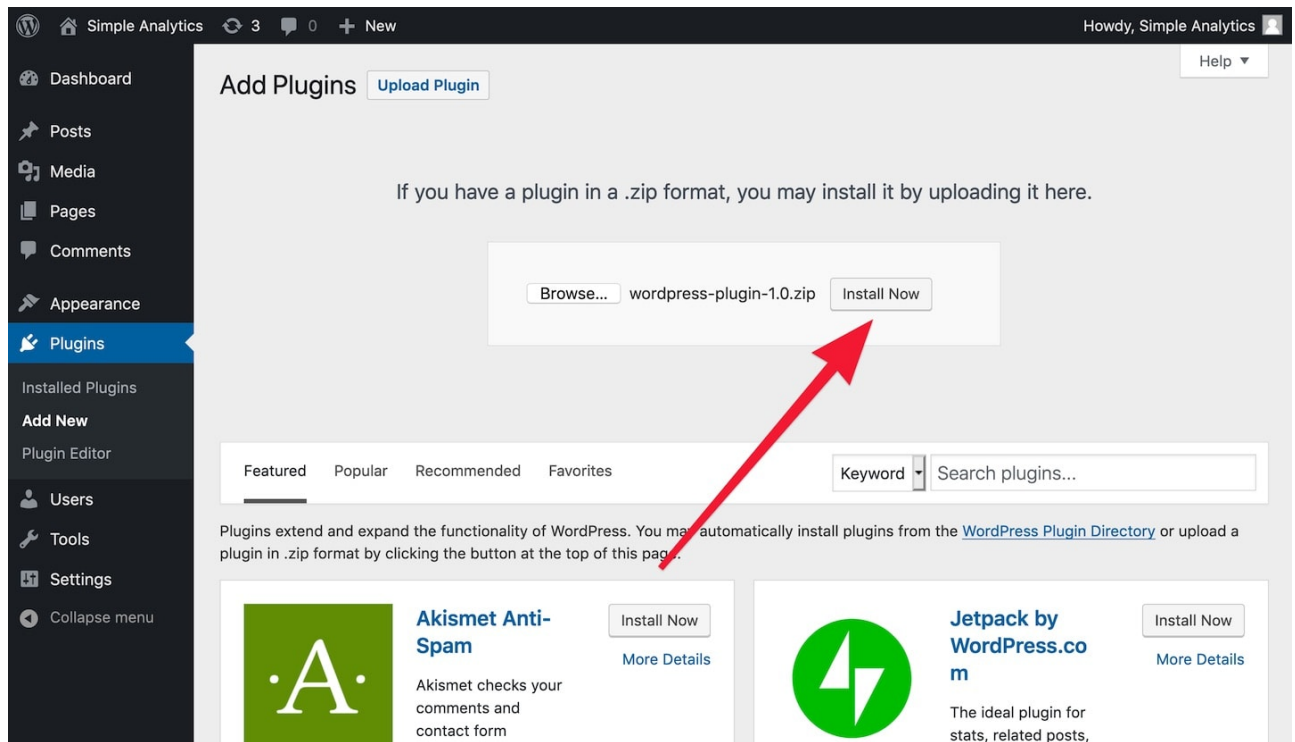 Simple Analytics 3 0 New Howdy, Simple Analytics
Help
Dashboard
Posts
Media
Pages
Comments
Appearance
Plugins
Installed Plugins
Add New
Plugin Editor
Users
Tools
Settings
Collapse menu
Add Plugins Upload Plugin
If you have a plugin in a .zip format, you may install it by uploading it here.
Browse... wordpress-plugin-1.0.zip Install Now
Featured Popular Recommended Favorites Keyword Search plugins...
Plugins extend and expand the functionality of WordPress. You may automatically install plugins from the WordPress Plugin Directory or upload a
plugin in .zip format by clicking the button at the top of this page.
·A·
Akismet Anti-
Spam
Install Now
More Details
Akismet checks your
comments and
contact form
Jetpack by
WordPress.co
m
Install Now
More Details
The ideal plugin for
stats, related posts,